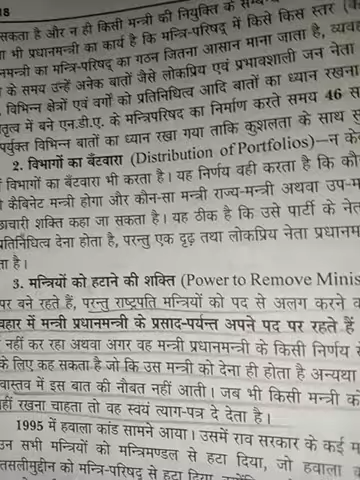 18
सकता है और न ही किसी मन्त्री की नियुक्ति के सम्बन्ध
ा भी प्रधानमन्त्री का कार्य है कि मन्त्रि-परिषद् में किसे किस स्तर
नमन्त्री का मन्त्रि-परिषद् का गठन जितना आसान माना जाता है,
के समय उन्हें अनेक बातों जैसे लोकप्रिय एवं प्रभावशाली जन नेता
विभिन्न क्षेत्रों एवं वर्गों को प्रतिनिधित्व आदि बातों का ध्यान रखना
तृत्व में बने एन.डी.ए. के मन्त्रिपरिषद का निर्माण करते समय 46 स
पर्युक्त विभिन्न बातों का ध्यान रखा गया ताकि कुशलता के साथ
2. विभागों का बँटवारा (Distribution of Portfolios)—न के
विभागों का बँटवारा भी करता है। यह निर्णय वही करता है कि कौ
कैबिनेट मन्त्री होगा और कौन-सा मन्त्री राज्य-मन्त्री अथवा उप-म
ाचारी शक्ति कहा जा सकता है। यह ठीक है कि उसे पार्टी के नेत
प्रतिनिधित्व देना होता है, परन्तु एक दृढ़ तथा लोकप्रिय नेता प्रधानम
ता है।
3. मन्त्रियों को हटाने की शक्ति (Power to Remove Minis
पर बने रहते हैं, परन्तु राष्ट्रपति मन्त्रियों को पद से अलग करने क
वहार में मन्त्री प्रधानमन्त्री के प्रसाद-पर्यन्त अपने पद पर रहते हैं
नहीं कर रहा अथवा अगर वह मन्त्री प्रधानमन्त्री के किसी निर्णय
के लिए कह सकता है जो कि उस मन्त्री को देना ही होता है अन्यथा
वास्तव में इस बात की नौबत नहीं आती। जब भी किसी मन्त्री को
हीं रखना चाहता तो वह स्वयं त्याग-पत्र दे देता है।
1995 में हवाला कांड सामने आया। उसमें राव सरकार के कई म
उन सभी मन्त्रियों को मन्त्रिमण्डल से हटा दिया, जो हवाला
तसलीमुद्दीन को मन्त्रि-परिषद् से हटा दिया